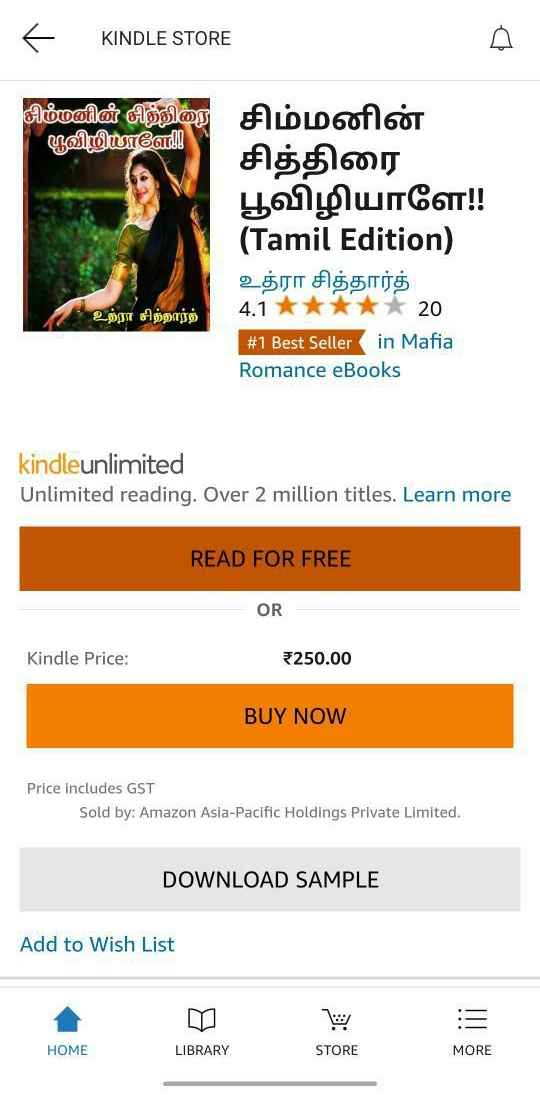 KINDLE STORE
சிம்மனின் சித்திரை
பூவிழியாளே!!
உத்ரா சித்தார்த்
சிம்மனின்
சித்திரை
பூவிழியாளே!!
(Tamil Edition)
உத்ரா சித்தார்த்
4.1 20
#1 Best Seller in Mafia
Romance eBooks
kindleunlimited
Unlimited reading. Over 2 million titles. Learn more
READ FOR FREE
OR
Kindle Price: ₹250.00
BUY NOW
Price includes GST
Sold by: Amazon Asia-Pacific Holdings Private Limited.
DOWNLOAD SAMPLE
Add to Wish List
HOME LIBRARY STORE MORE